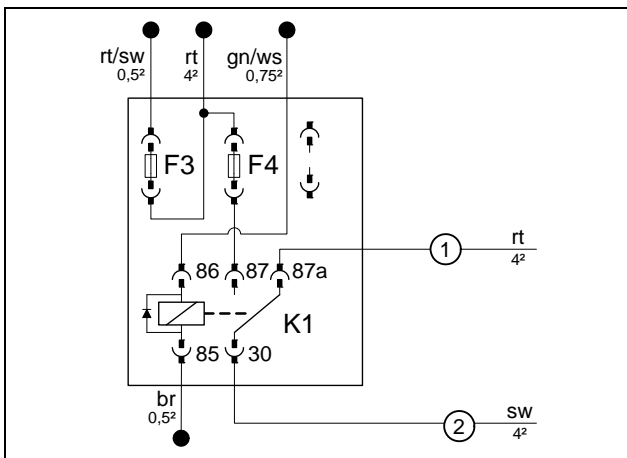 rt/sw rt gn/ws
0,5² 4² 0,75²
F3 F4
86 87 87a
1 rt
4²
K1
85 30
br
0,5²
2 sw
4²